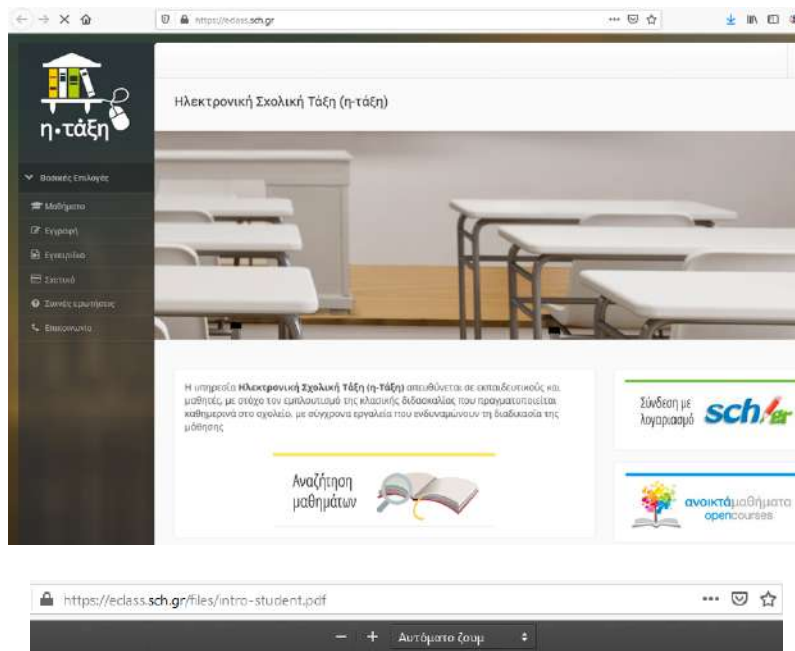 https://eclass.sch.gr
η·τάξη
Ηλεκτρονική Σχολική Τάξη (η-τάξη)
Βασικές Επιλογές
Μαθήματα
Εγγραφή
Εγχειρίδια
Σχετικά
Συχνές ερωτήσεις
Επικοινωνία
Η υπηρεσία Ηλεκτρονική Σχολική Τάξη (η-Τάξη) απευθύνεται σε εκπαιδευτικούς και
μαθητές, με στόχο τον εμπλουτισμό της κλασικής διδασκαλίας που πραγματοποιείται
καθημερινά στο σχολείο, με σύγχρονα εργαλεία που ενδυναμώνουν τη διαδικασία της
μάθησης
Αναζήτηση
μαθημάτων
Σύνδεση με
λογαριασμό
sch.gr
ανοικτάμαθήματα
opencourses
https://eclass.sch.gr/files/intro-student.pdf
Αυτόματο ζουμ